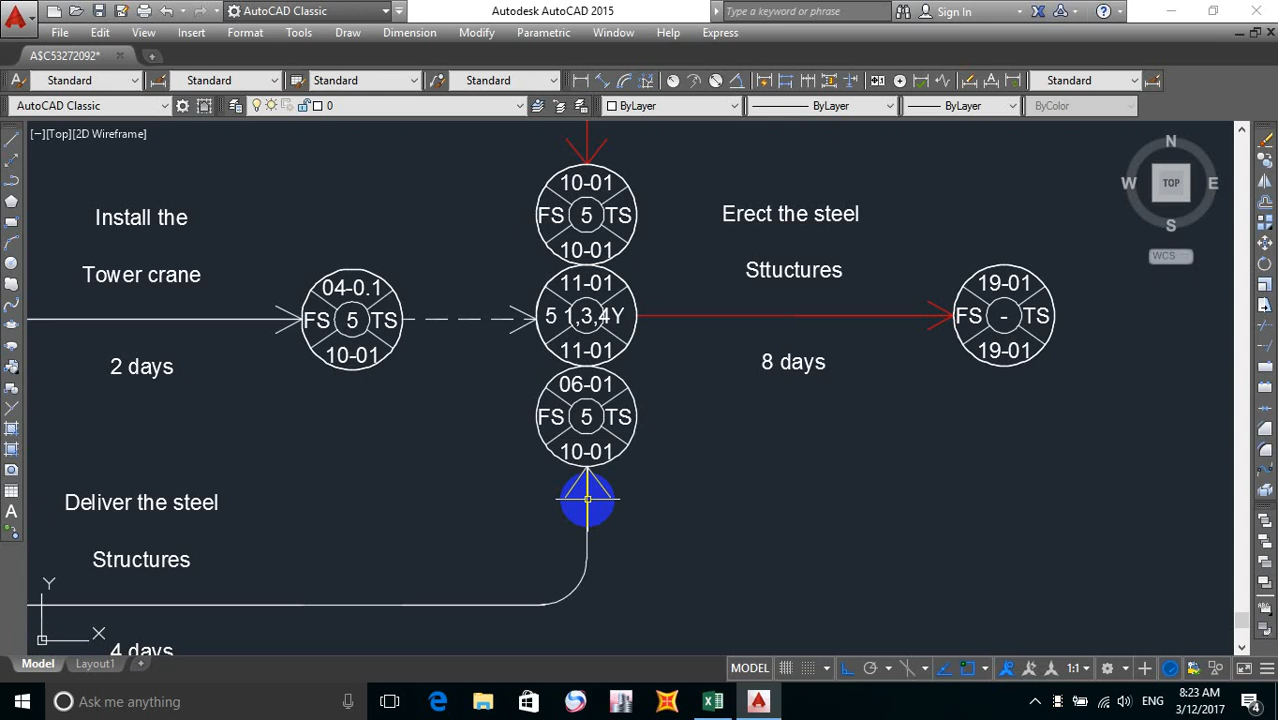 AutoCAD Classic
Autodesk AutoCAD 2015
Type a keyword or phrase
Sign In
File Edit View Insert Format Tools Draw Dimension Modify Parametric Window Help Express
A$C53272092*
Standard Standard Standard Standard Standard
AutoCAD Classic
0
ByLayer ByLayer ByLayer ByColor
[−][Top][2D Wireframe]
N
W TOP E
S
WCS
10-01
FS 5 TS
10-01
Install the
Tower crane
04-0.1
FS 5 TS
10-01
2 days
11-01
5 1,3,4Y
11-01
Erect the steel
Sttuctures
8 days
19-01
FS - TS
19-01
06-01
FS 5 TS
10-01
Deliver the steel
Structures
4 days
Y
X
Model Layout1
MODEL
1:1
Ask me anything
ENG
8:23 AM
3/12/2017
4